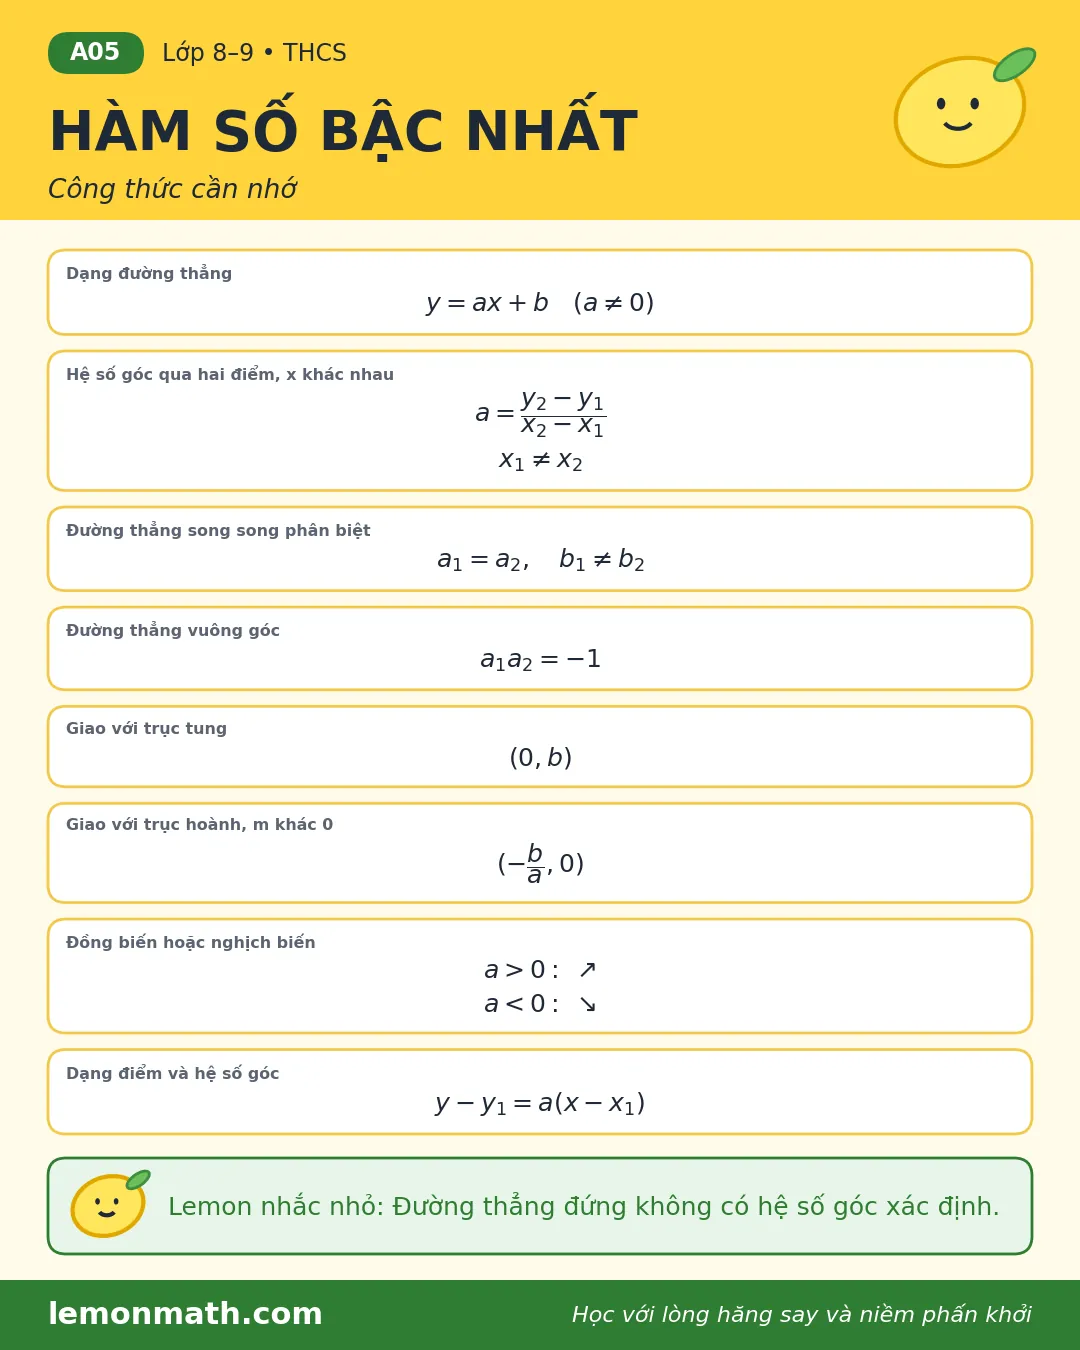 A05 Lớp 8–9 • THCS
HÀM SỐ BẬC NHẤT
Công thức cần nhớ
Dạng đường thẳng
y = ax + b (a ≠ 0)
Hệ số góc qua hai điểm, x khác nhau
a = \frac{y₂ − y₁}{x₂ − x₁}
x₁ ≠ x₂
Đường thẳng song song phân biệt
a₁ = a₂, b₁ ≠ b₂
Đường thẳng vuông góc
a₁a₂ = −1
Giao với trục tung
(0, b)
Giao với trục hoành, m khác 0
(−\frac{b}{a}, 0)
Đồng biến hoặc nghịch biến
a > 0 : ↗
a < 0 : ↘
Dạng điểm và hệ số góc
y − y₁ = a(x − x₁)
Lemon nhắc nhỏ: Đường thẳng đứng không có hệ số góc xác định.
lemonmath.com
Học với lòng hăng say và niềm phấn khởi